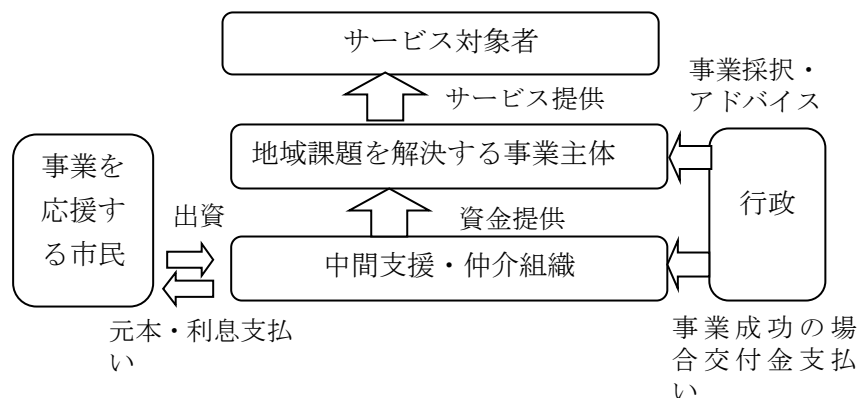 サービス対象者
サービス提供
事業採択・
アドバイス
地域課題を解決する事業主体
事業を
応援す
る市民
行政
出資
資金提供
中間支援・仲介組織
元本・利息支払
い
事業成功の場
合交付金支払
い